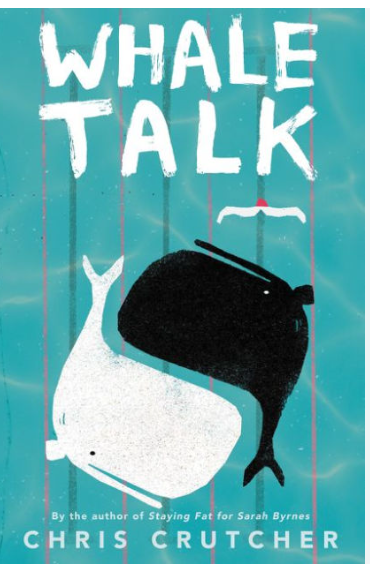 WHALE
TALK
By the author of Staying Fat for Sarah Byrnes
CHRIS CRUTCHER